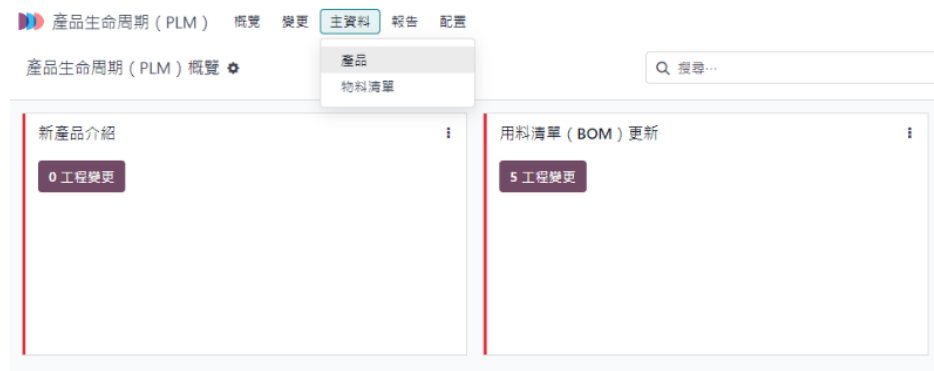 產品生命周期（PLM） 概覽 變更 主資料 報告 配置
產品生命周期（PLM）概覽
產品
物料清單
搜尋…
新產品介紹
0 工程變更
用料清單（BOM）更新
5 工程變更